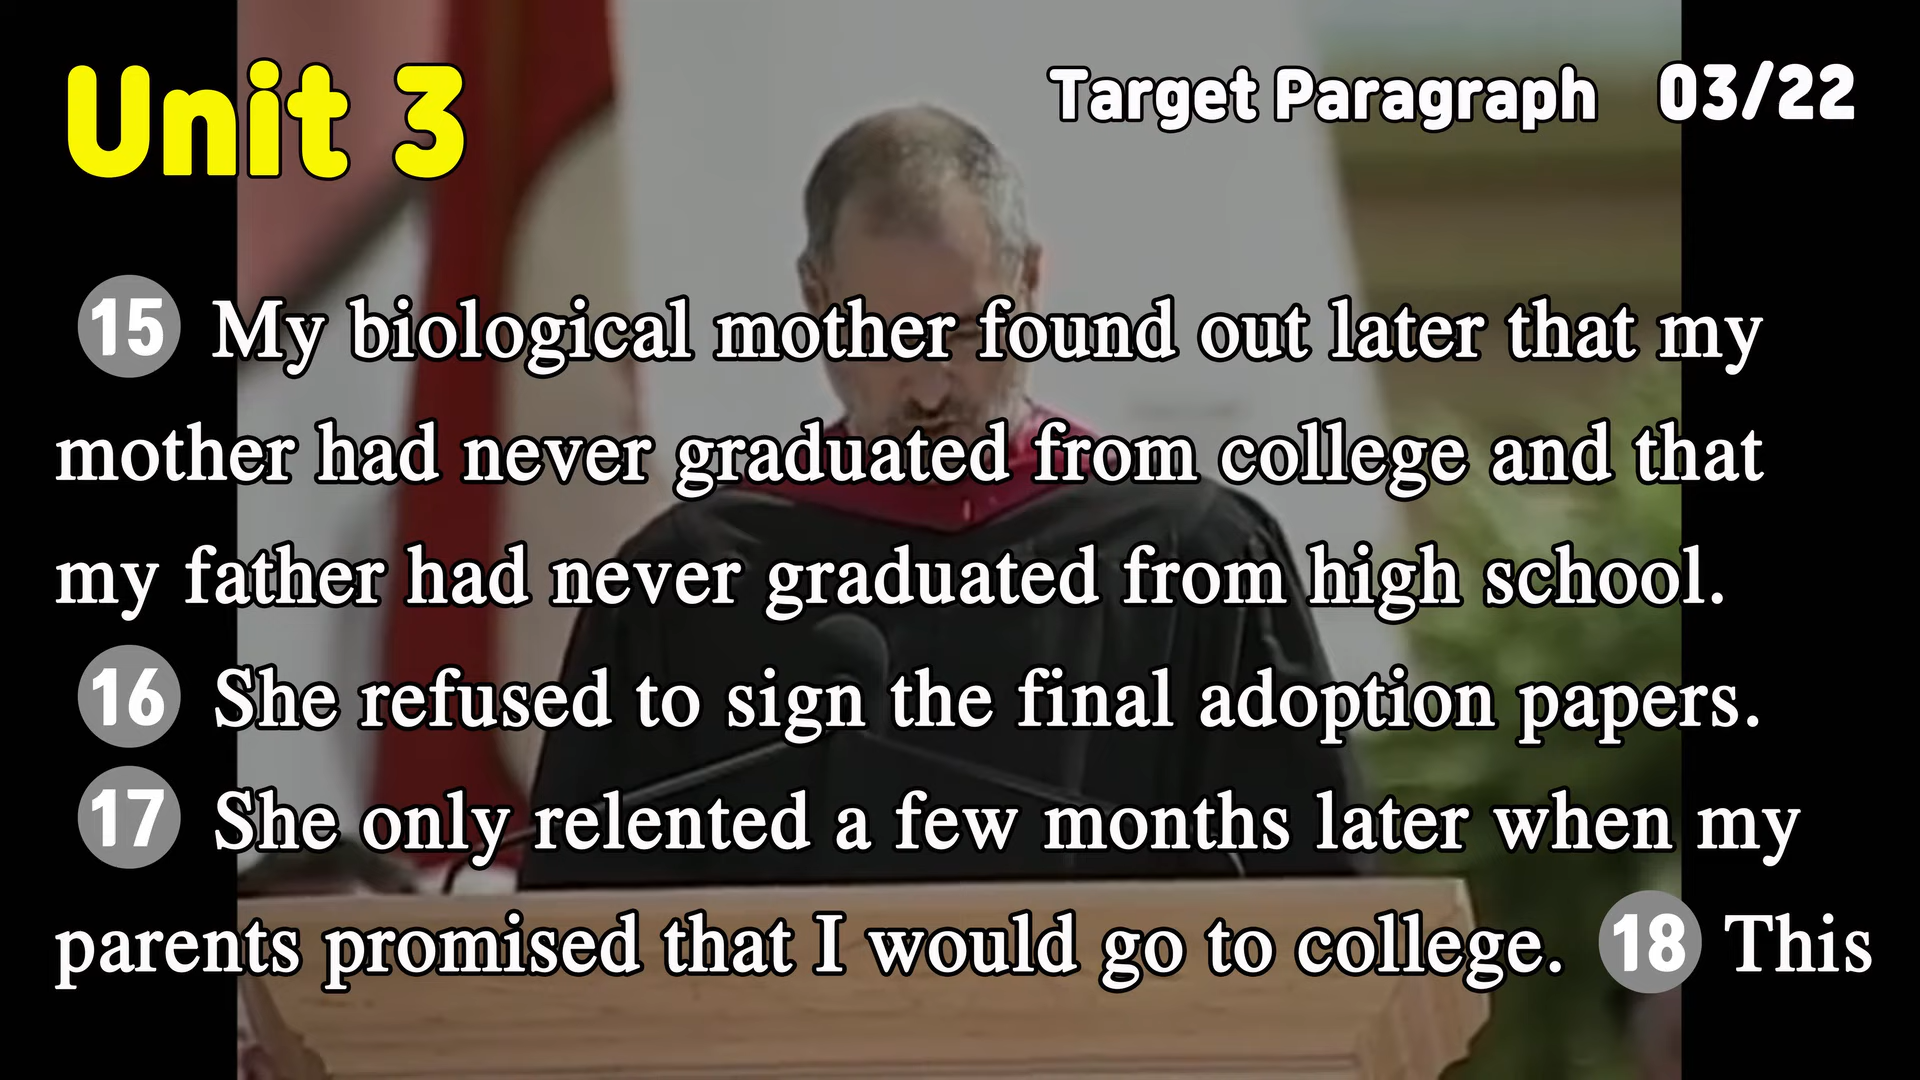 Unit 3
Target Paragraph 03/22
15 My biological mother found out later that my
mother had never graduated from college and that
my father had never graduated from high school.
16 She refused to sign the final adoption papers.
17 She only relented a few months later when my
parents promised that I would go to college. 18 This